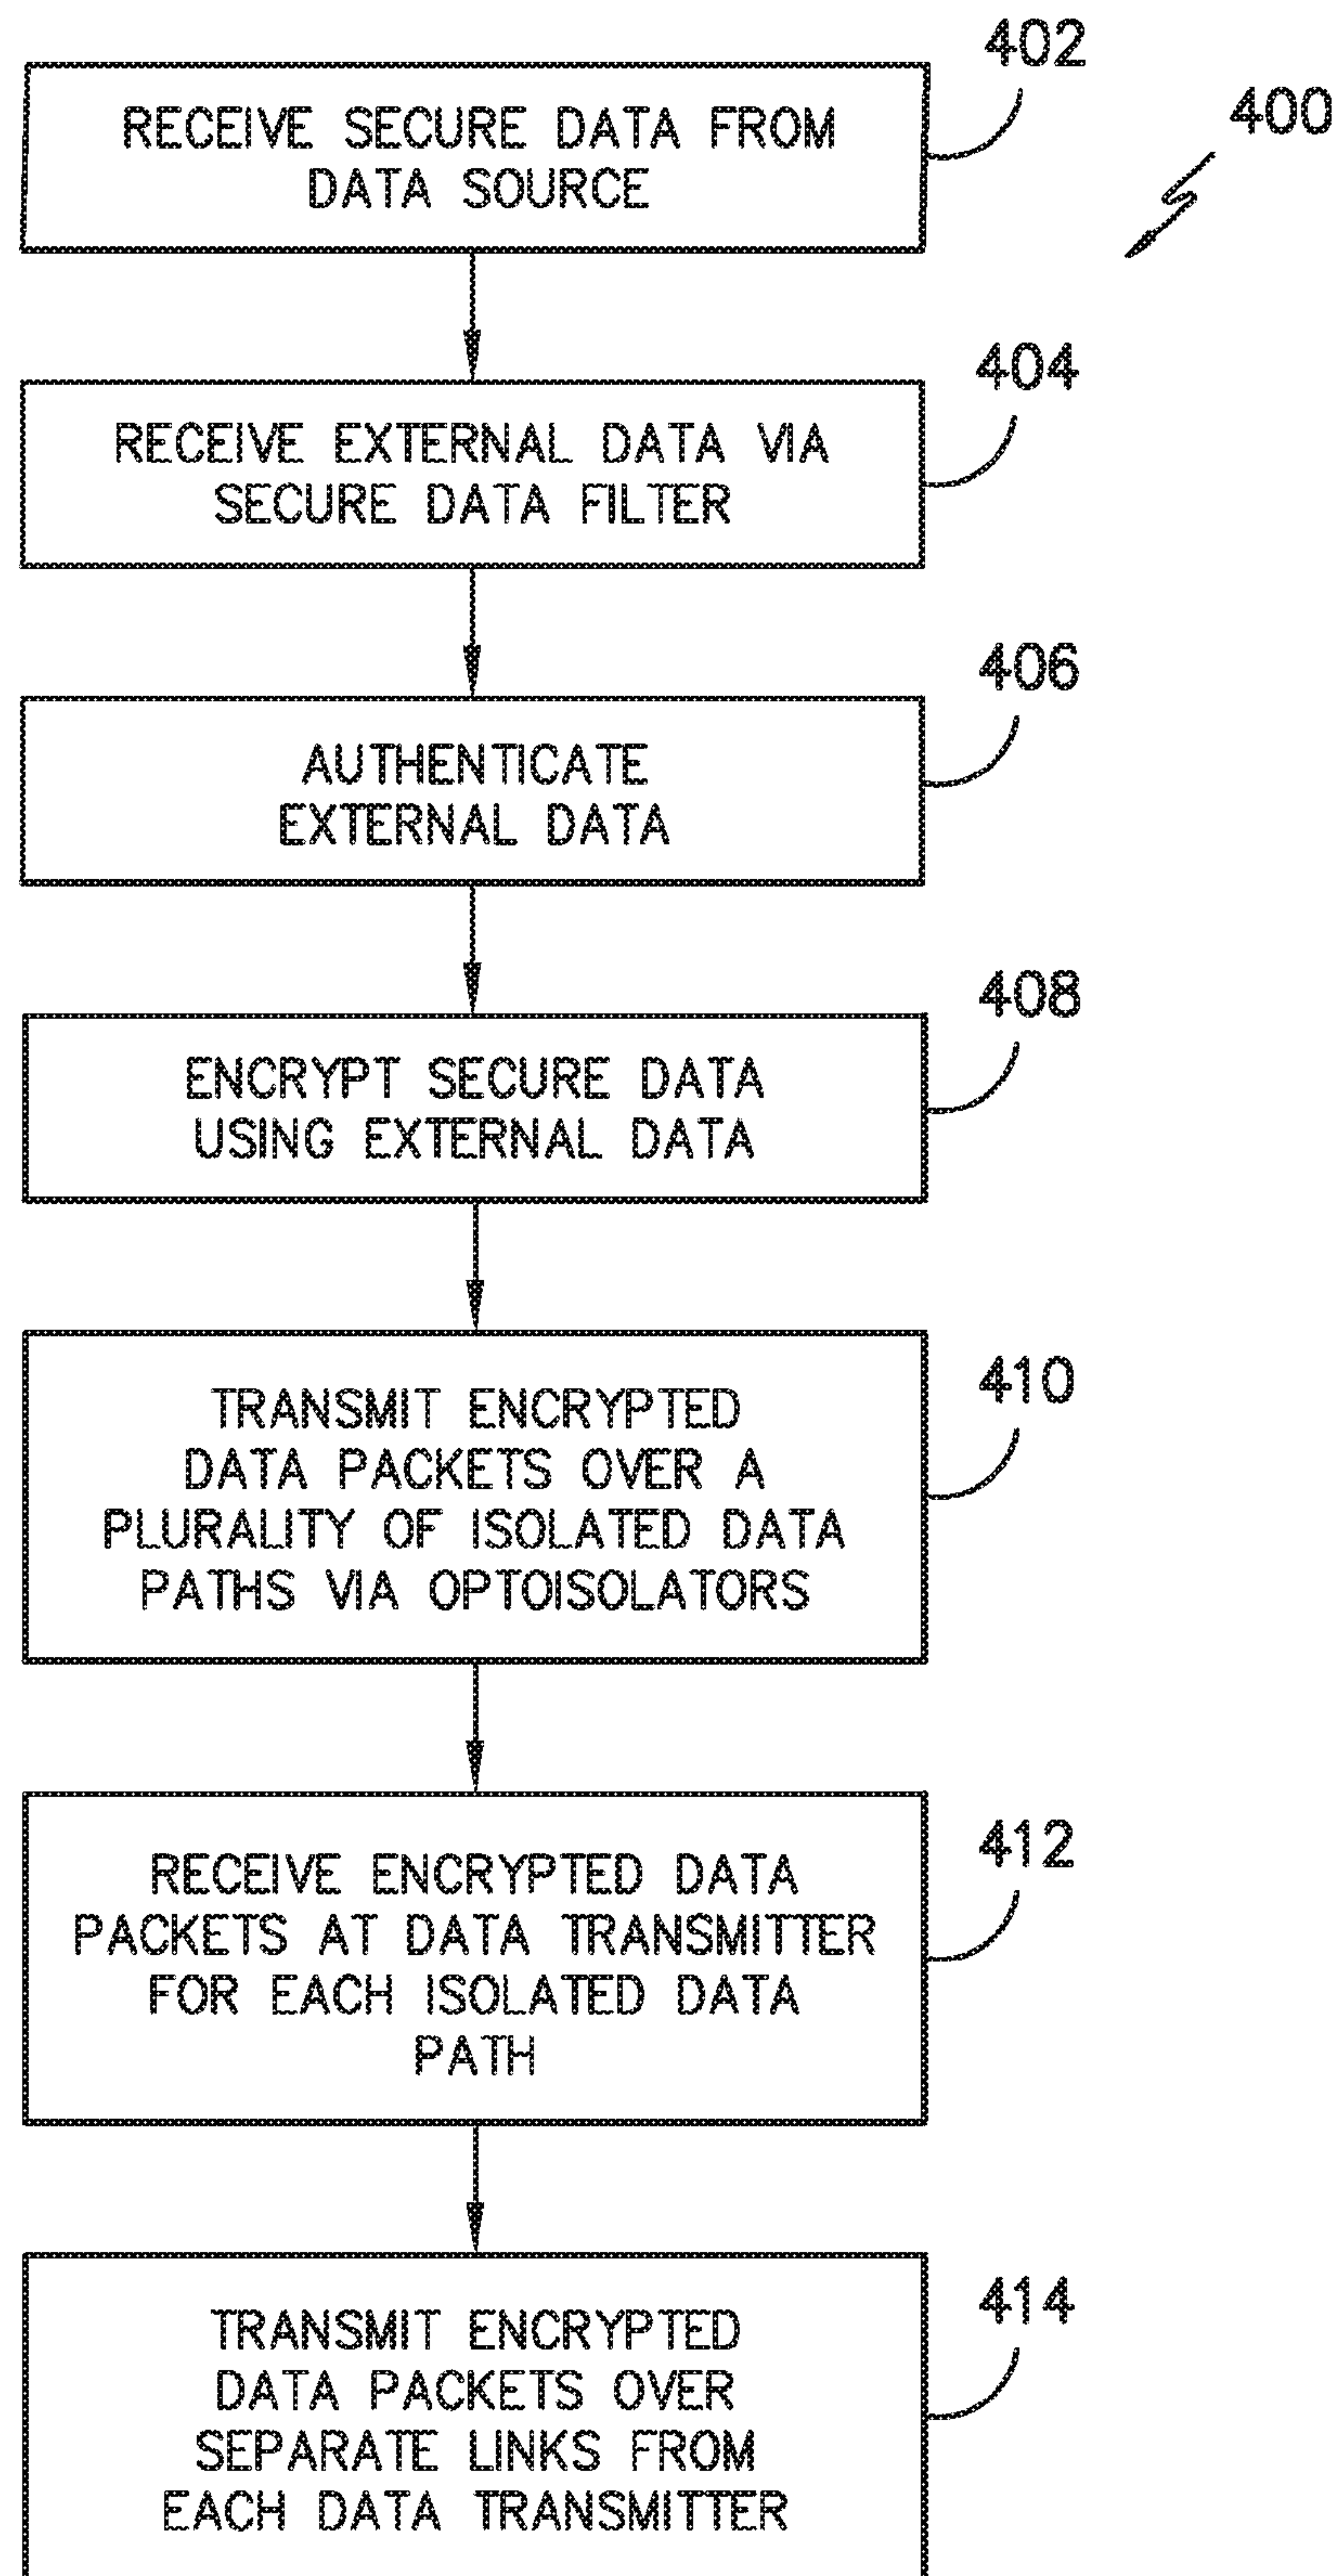 402
400
RECEIVE SECURE DATA FROM
DATA SOURCE
404
RECEIVE EXTERNAL DATA VIA
SECURE DATA FILTER
406
AUTHENTICATE
EXTERNAL DATA
408
ENCRYPT SECURE DATA
USING EXTERNAL DATA
410
TRANSMIT ENCRYPTED
DATA PACKETS OVER A
PLURALITY OF ISOLATED DATA
PATHS VIA OPTOISOLATORS
412
RECEIVE ENCRYPTED DATA
PACKETS AT DATA TRANSMITTER
FOR EACH ISOLATED DATA
PATH
414
TRANSMIT ENCRYPTED
DATA PACKETS OVER
SEPARATE LINKS FROM
EACH DATA TRANSMITTER